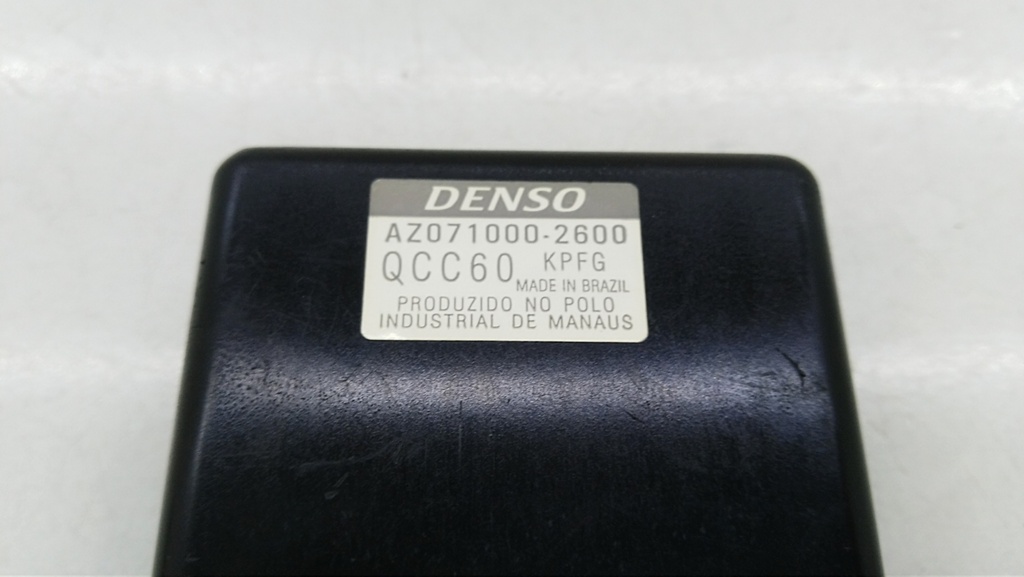 DENSO
AZ071000-2600
QCC60 KPFG
MADE IN BRAZIL
PRODUZIDO NO POLO
INDUSTRIAL DE MANAUS